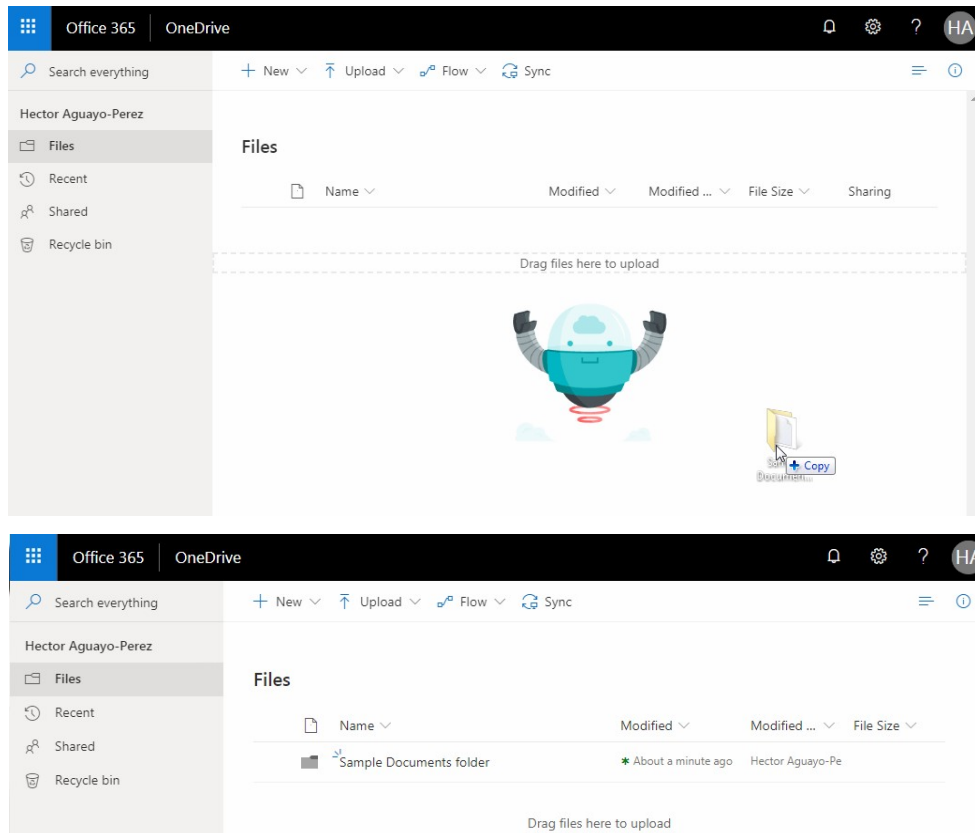 Office 365 OneDrive ? HA
Search everything + New Upload Flow Sync
Hector Aguayo-Perez
Files
Recent
Shared
Recycle bin
Files
Name Modified Modified ... File Size Sharing
Drag files here to upload
Copy
Documen...
Office 365 OneDrive ? HA
Search everything + New Upload Flow Sync
Hector Aguayo-Perez
Files
Recent
Shared
Recycle bin
Files
Name Modified Modified ... File Size
Sample Documents folder About a minute ago Hector Aguayo-Pe
Drag files here to upload